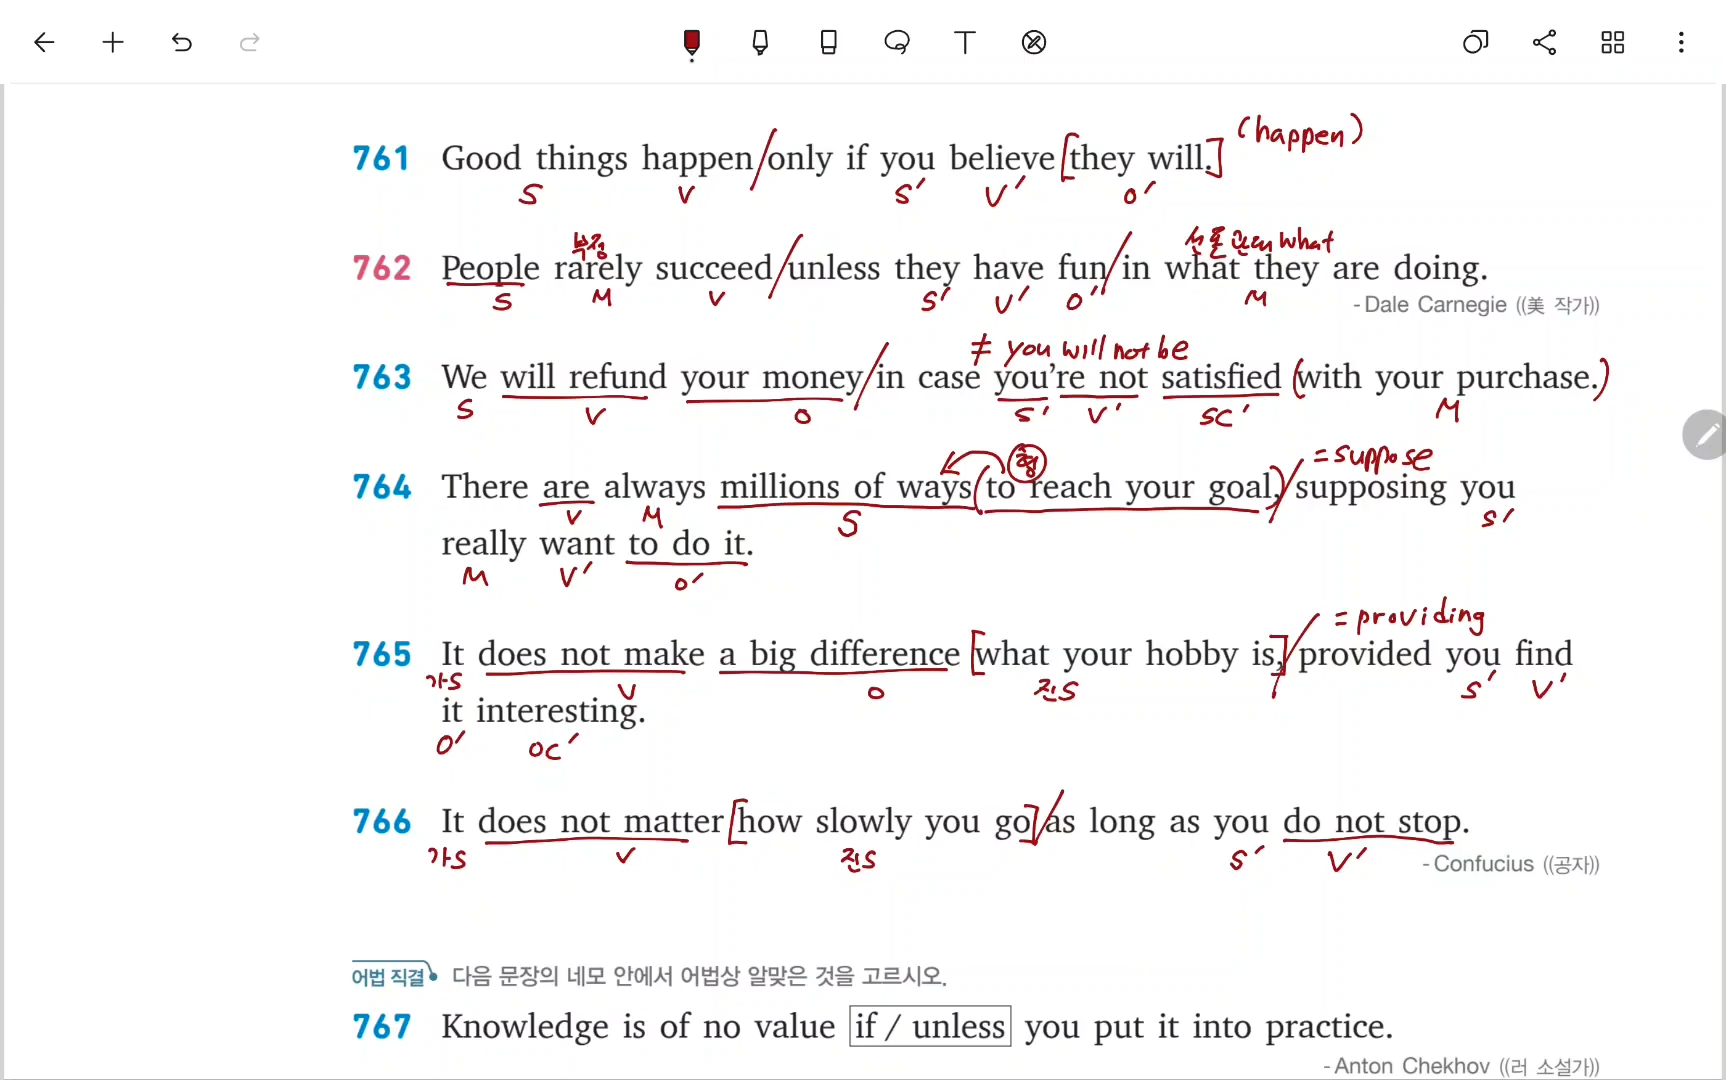 (happen)
761 Good things happen/only if you believe [they will.]
S V S′ V′ O′
부정 선포관대 what
762 People rarely succeed/unless they have fun/in what they are doing.
S M V S′ V′ O′ M
- Dale Carnegie ((美 작가))
≠ you will not be
763 We will refund your money/in case you're not satisfied (with your purchase.)
S V O S′ V′ SC′ M
형 = suppose
764 There are always millions of ways (to reach your goal,)/supposing you
V M S S′
really want to do it.
M V′ O′
= providing
765 It does not make a big difference [what your hobby is,]/provided you find
가S V O 진S S′ V′
it interesting.
O′ OC′
766 It does not matter [how slowly you go]/as long as you do not stop.
가S V 진S S′ V′
- Confucius ((공자))
어법 직결 다음 문장의 네모 안에서 어법상 알맞은 것을 고르시오.
767 Knowledge is of no value if / unless you put it into practice.
- Anton Chekhov ((러 소설가))